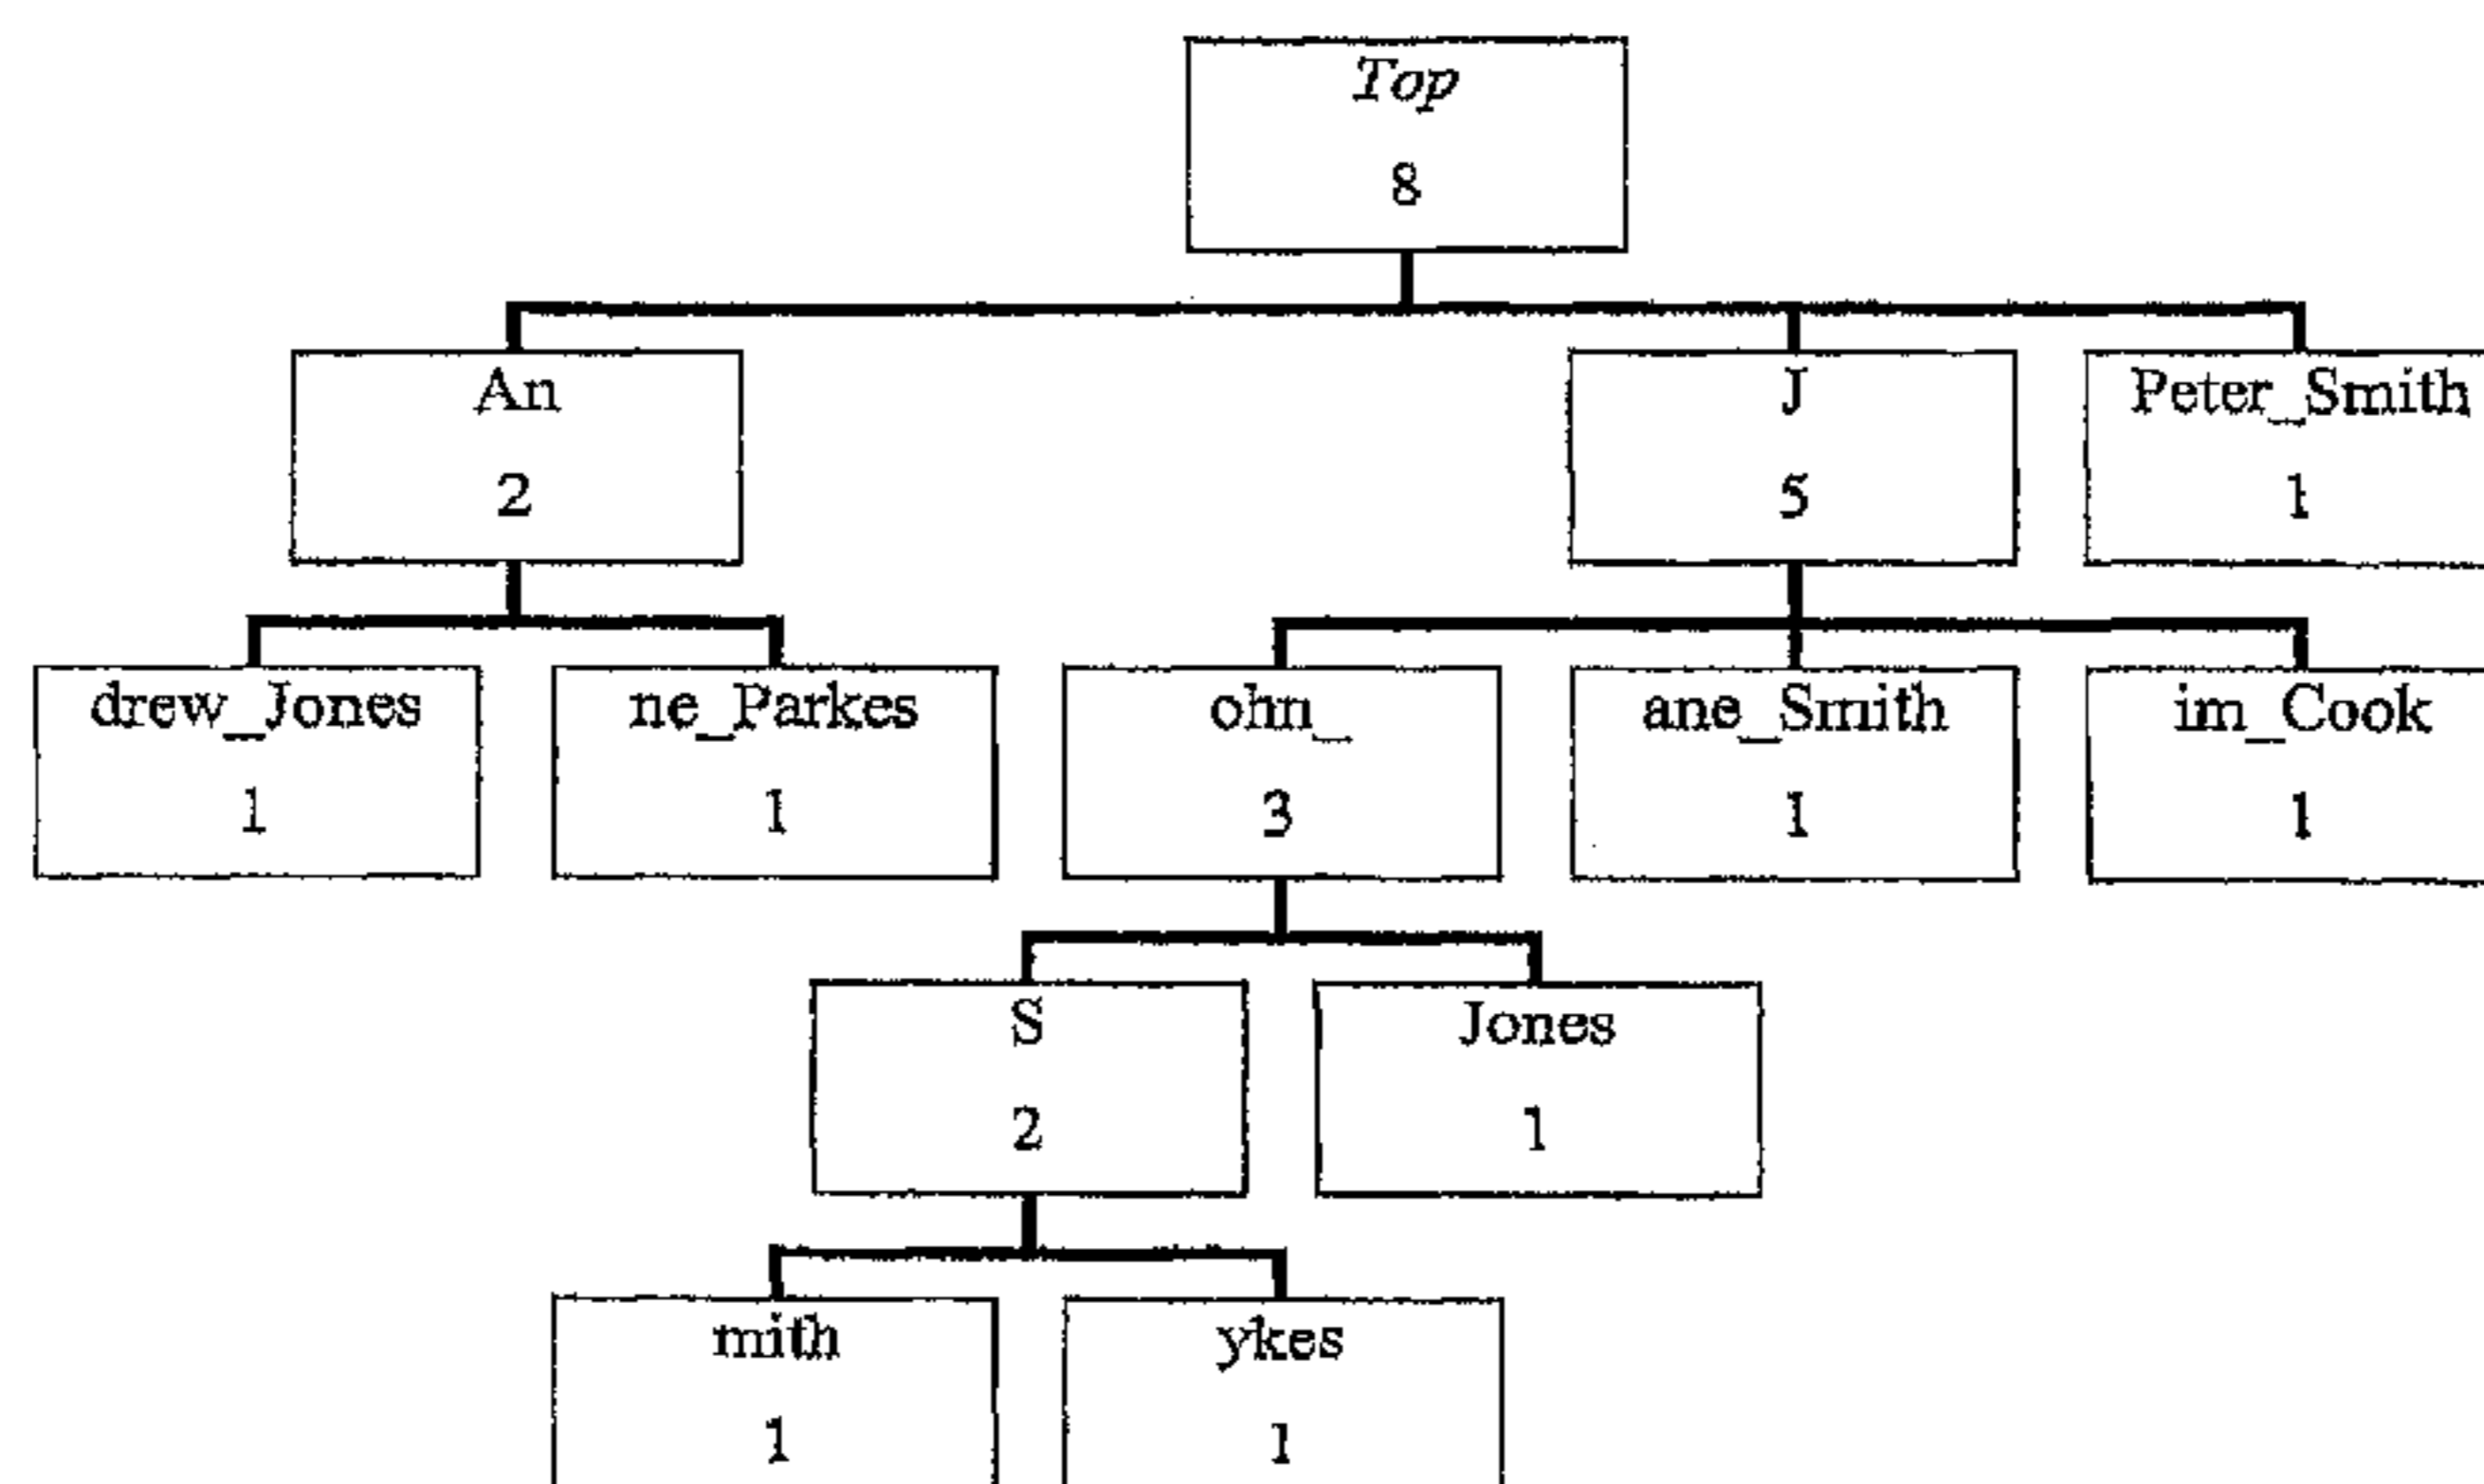 Top
8
An
2
J
5
Peter_Smith
1
drew_Jones
1
ne_Parkes
1
ohn_
3
ane_Smith
1
im_Cook
1
S
2
Jones
1
mith
1
ykes
1